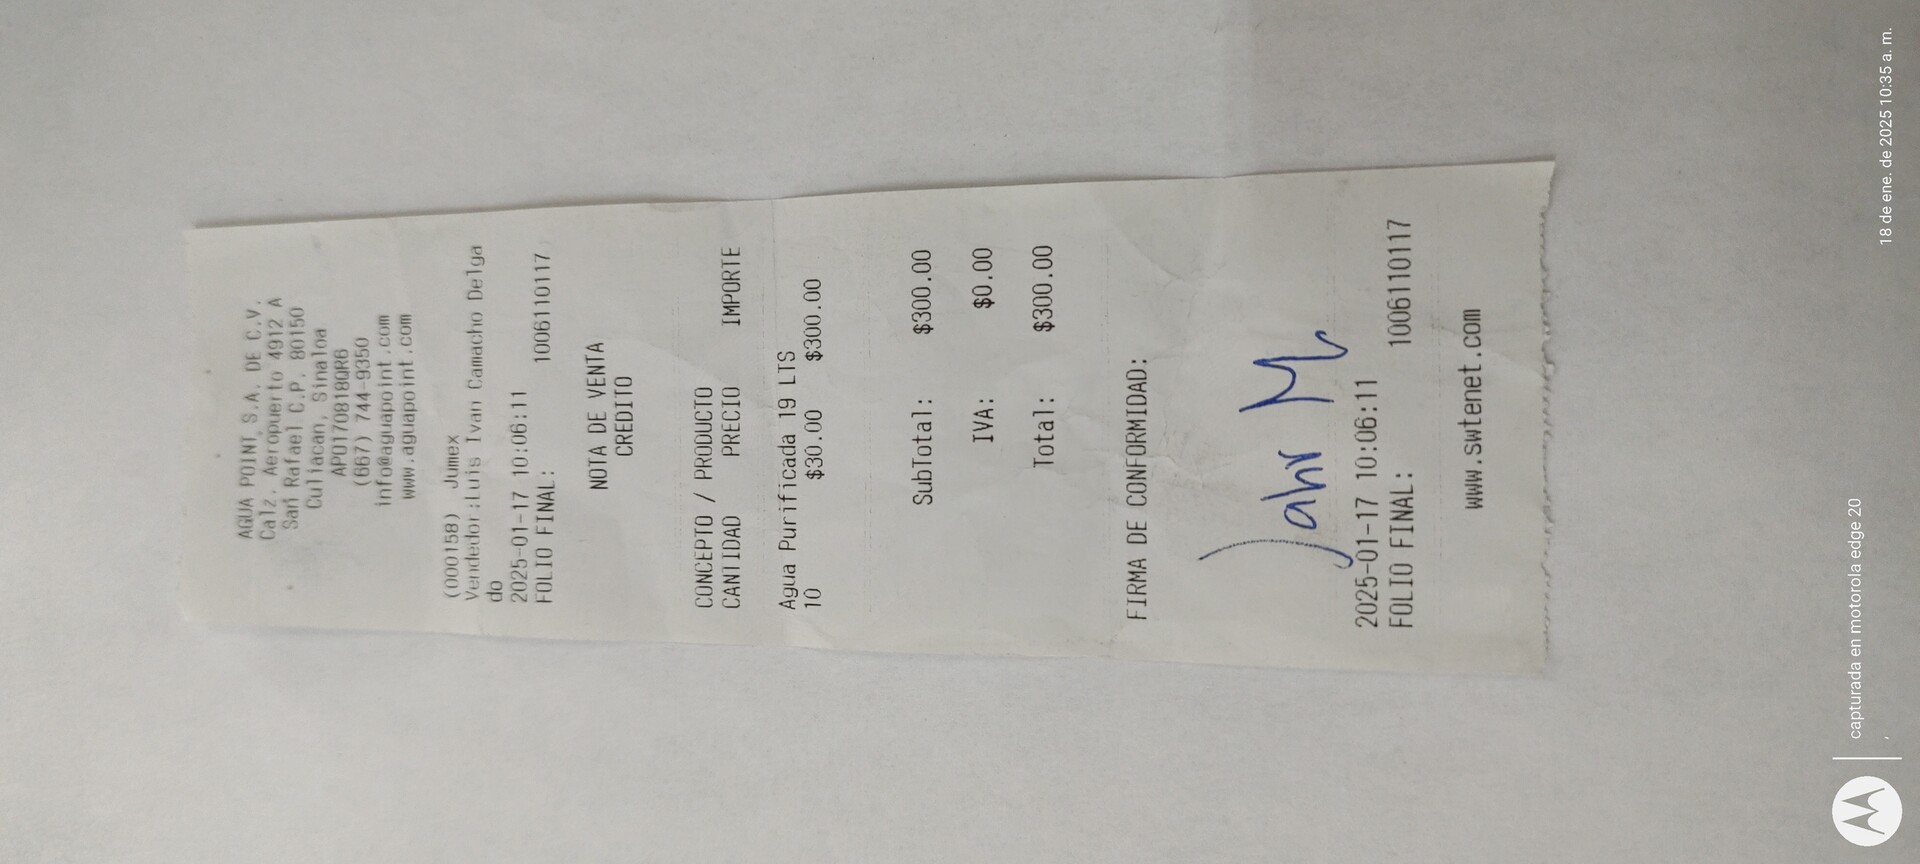 AGUA POINT S.A. DE C.V.
Calz. Aeropuerto 4912 A
San Rafael C.P. 80150
Culiacan, Sinaloa
APO170818QR6
(667) 744-9350
info@aguapoint.com
www.aguapoint.com
(000158) Jumex
Vendedor:Luis Ivan Camacho Delga
do
2025-01-17 10:06:11
FOLIO FINAL: 1006110117
NOTA DE VENTA
CREDITO
CONCEPTO / PRODUCTO
CANTIDAD PRECIO IMPORTE
Agua Purificada 19 LTS
10 $30.00 $300.00
SubTotal: $300.00
IVA: $0.00
Total: $300.00
FIRMA DE CONFORMIDAD:
2025-01-17 10:06:11
FOLIO FINAL: 1006110117
www.swtenet.com
capturada en motorola edge 20
18 de ene. de 2025 10:35 a. m.